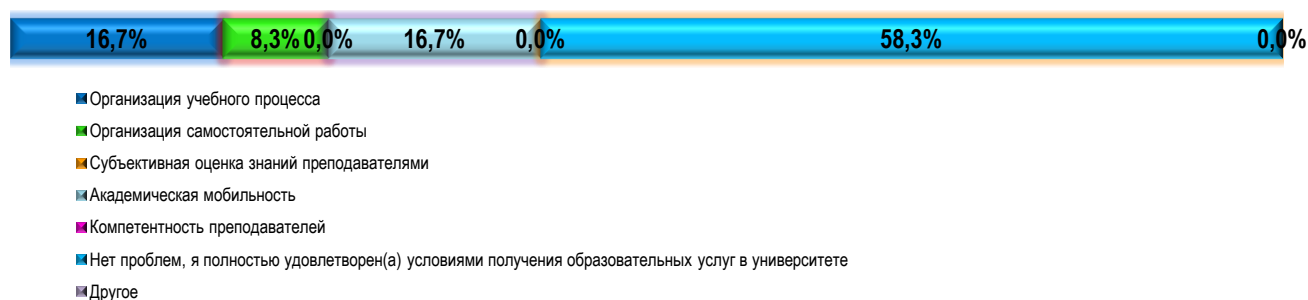 16,7% 8,3% 0,0% 16,7% 0,0% 58,3% 0,0%
Организация учебного процесса
Организация самостоятельной работы
Субъективная оценка знаний преподавателями
Академическая мобильность
Компетентность преподавателей
Нет проблем, я полностью удовлетворен(а) условиями получения образовательных услуг в университете
Другое